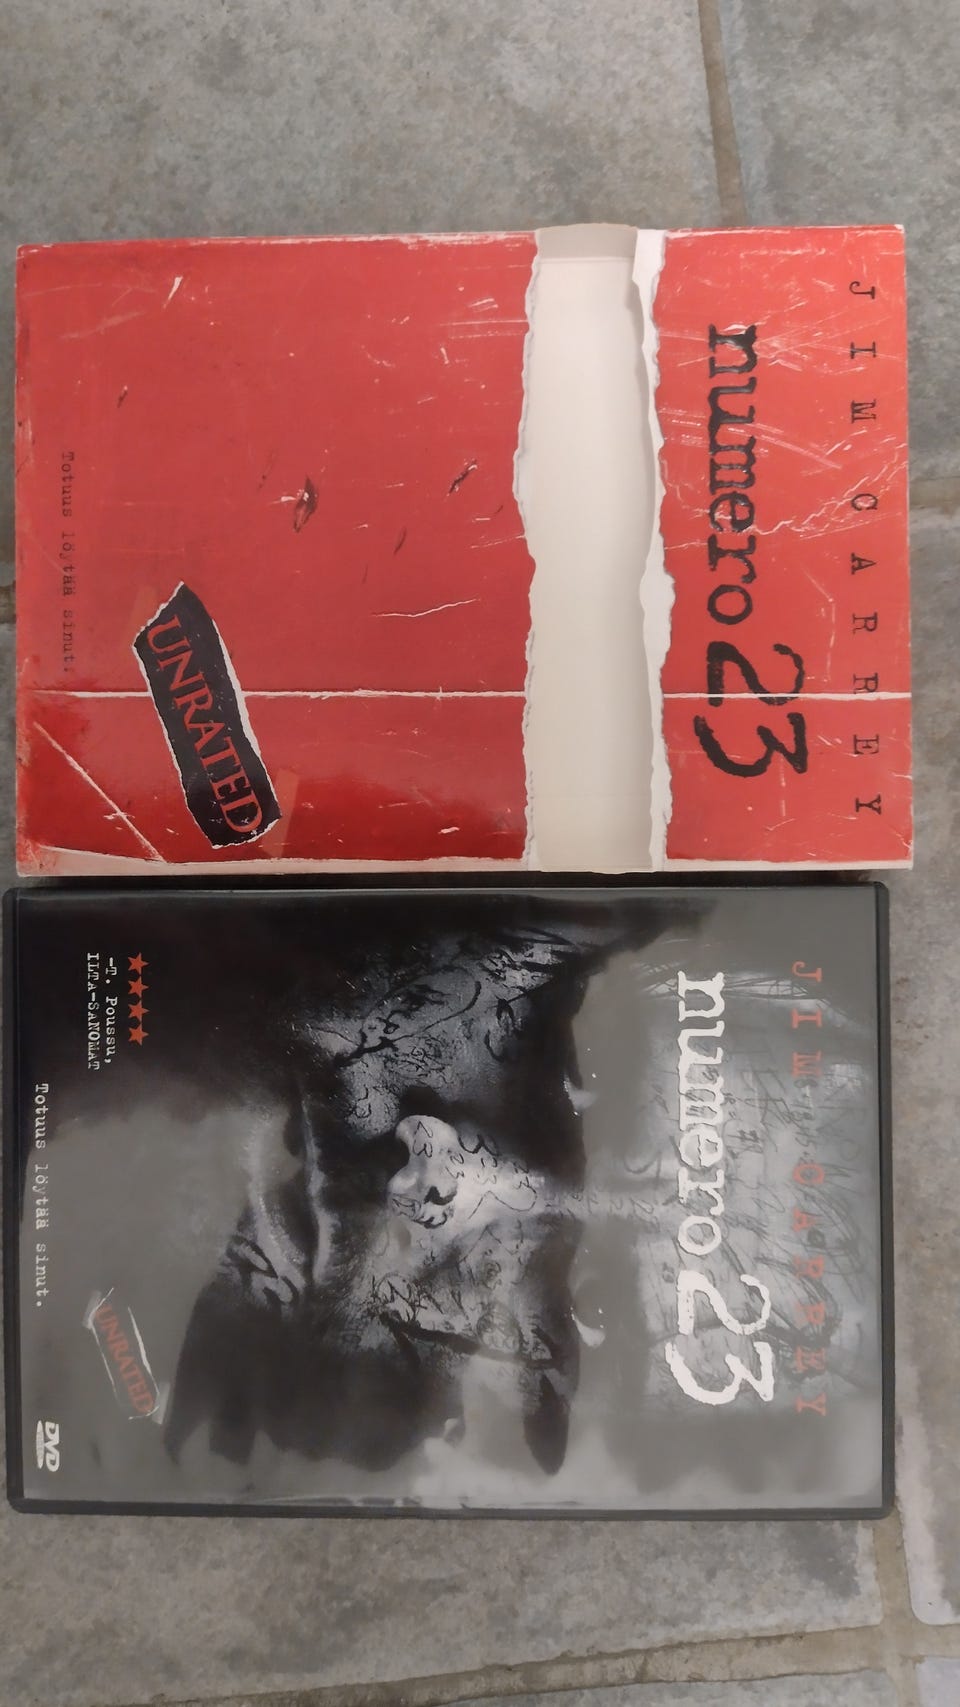 JIM CARREY
numero 23
UNRATED
Totuus löytää sinut.
JIM CARREY
numero 23
★★★★
-T. Poussu,
ILTA-SANOMAT
Totuus löytää sinut.
UNRATED
DVD